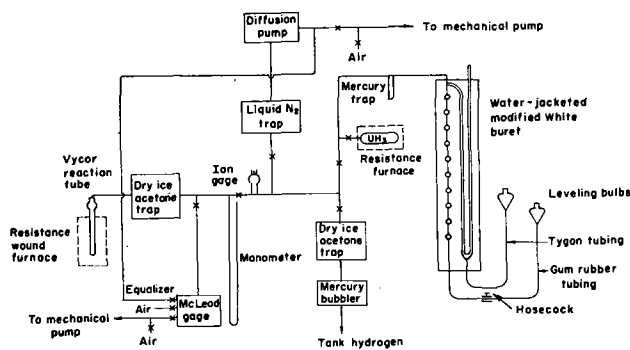 Diffusion
pump
To mechanical pump
Air
Mercury
trap
Liquid N2
trap
Water-jacketed
modified White
buret
UH3
Resistance
furnace
Vycor
reaction
tube
Ion
gage
Dry ice
acetone
trap
Leveling bulbs
Resistance
wound
furnace
Dry ice
acetone
trap
Manometer
Tygon tubing
Gum rubber
tubing
Equalizer
Mercury
bubbler
Air
McLeod
gage
Hosecock
To mechanical
pump
Air
Tank hydrogen